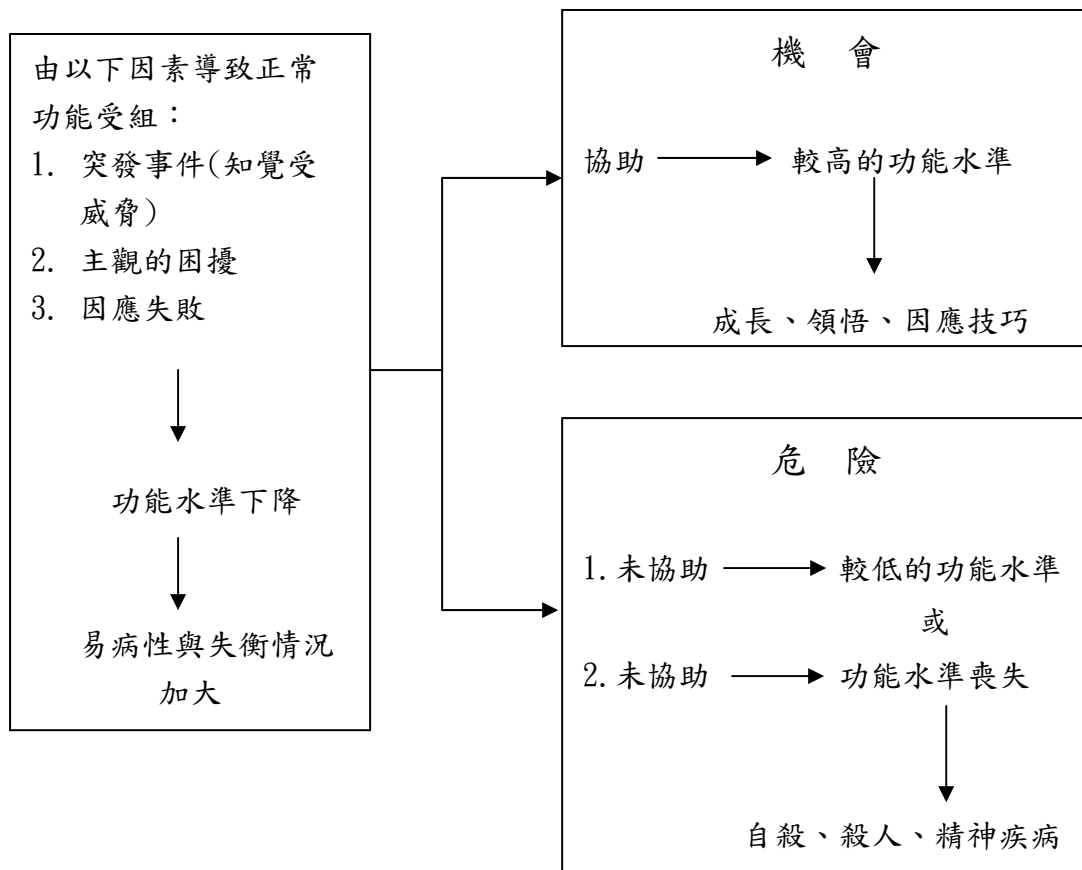 由以下因素導致正常
功能受組：
1. 突發事件(知覺受
威脅)
2. 主觀的困擾
3. 因應失敗
功能水準下降
易病性與失衡情況
加大
機 會
協助 較高的功能水準
成長、領悟、因應技巧
危 險
1.未協助 較低的功能水準
或
2.未協助 功能水準喪失
自殺、殺人、精神疾病